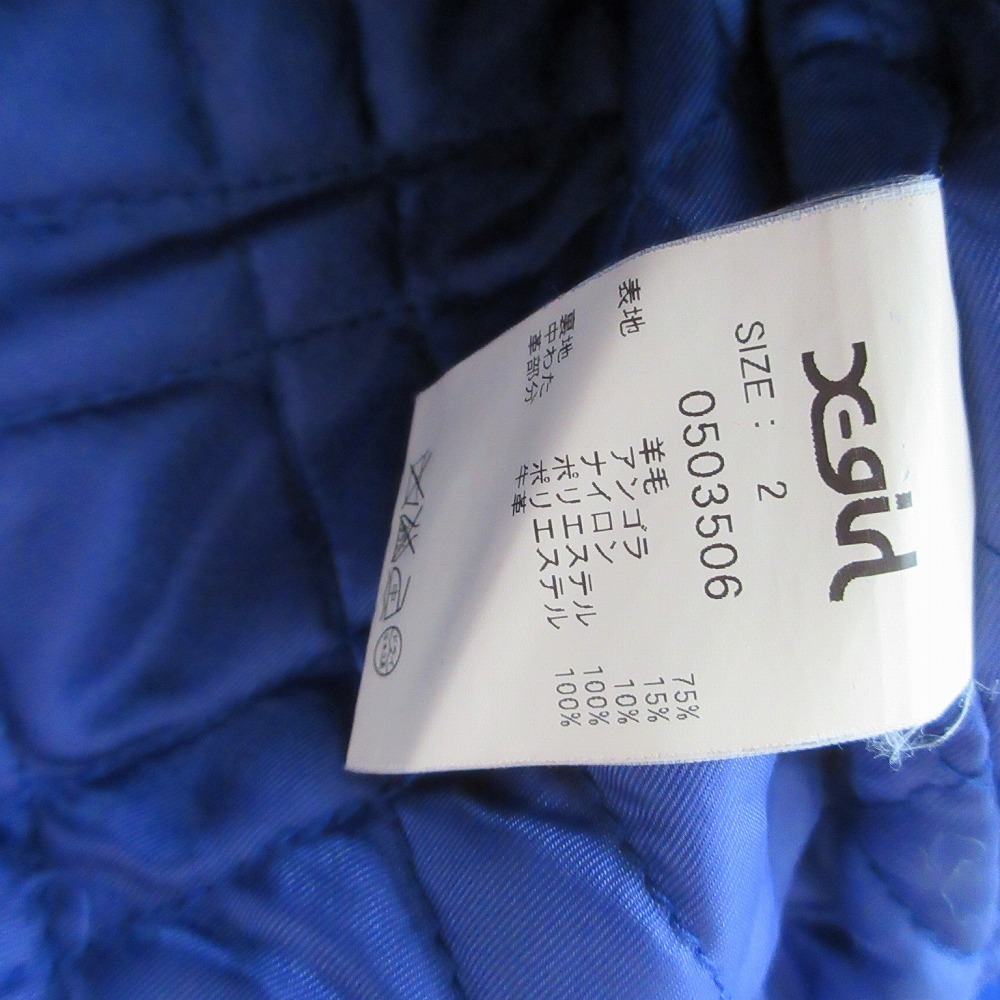 X-girl
SIZE : 2
0503506
表地 羊毛 75%
アンゴラ 15%
ナイロン 10%
裏地 ポリエステル 100%
中わた ポリエステル 100%
革部分 牛革